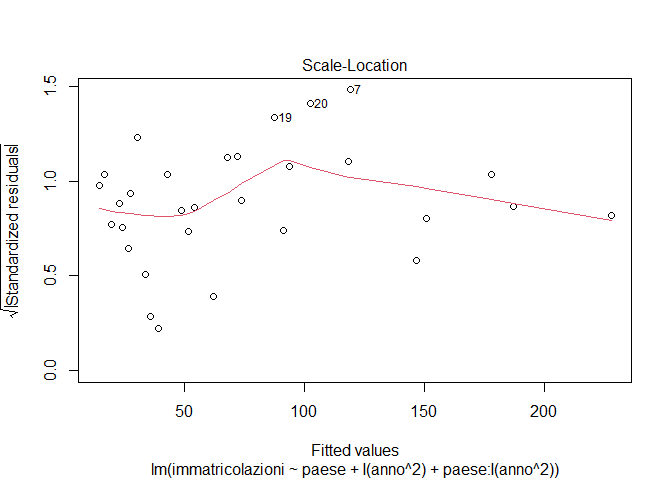 Scale-Location
√|Standardized residuals|
1.5
1.0
0.5
0.0
19
20
7
50
100
150
200
Fitted values
lm(immatricolazioni ~ paese + I(anno^2) + paese:I(anno^2))